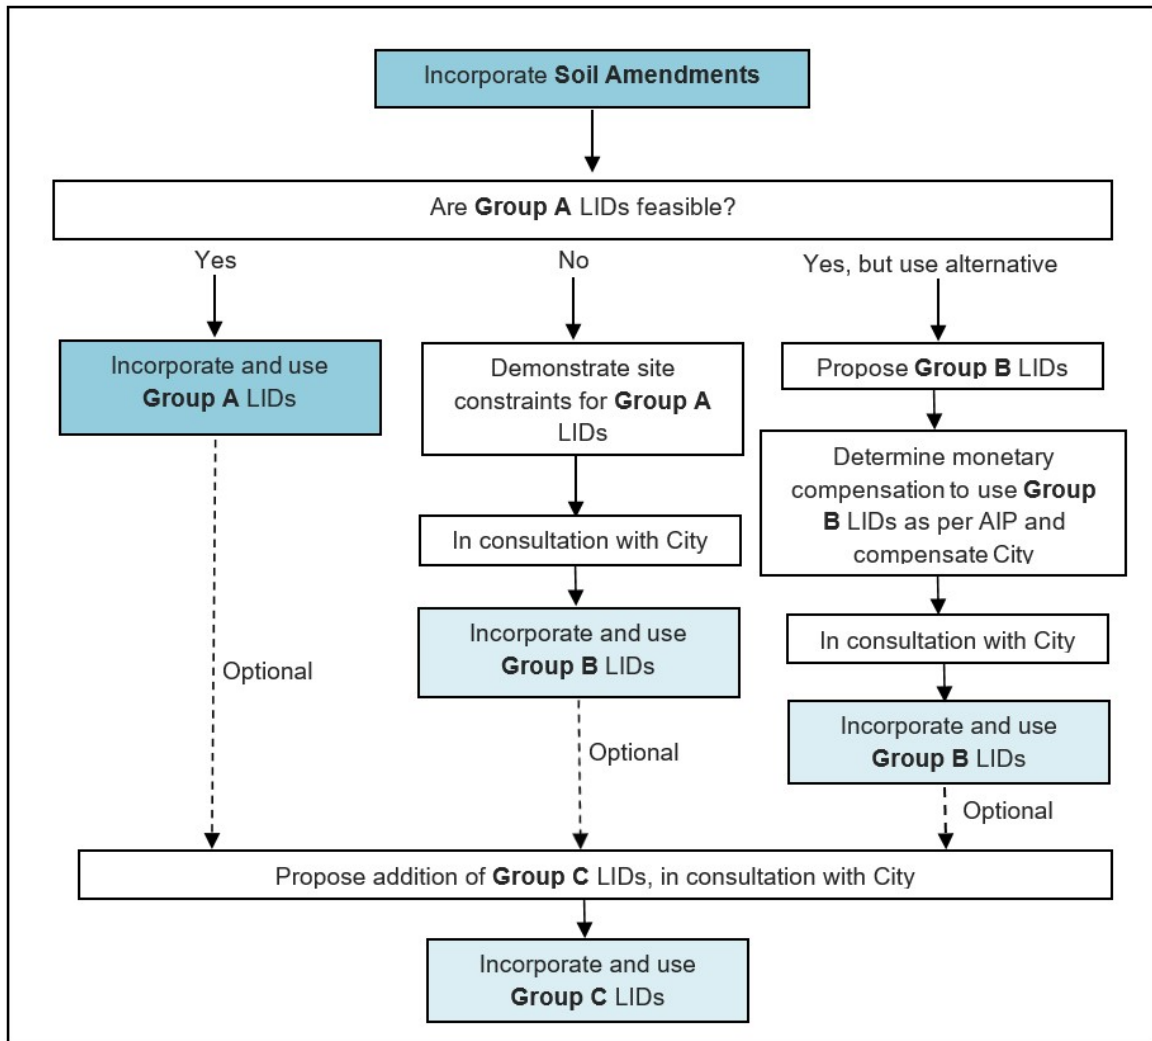 Incorporate Soil Amendments
Are Group A LIDs feasible?
Yes
No
Yes, but use alternative
Incorporate and use
Group A LIDs
Demonstrate site
constraints for Group A
LIDs
Propose Group B LIDs
Determine monetary
compensation to use Group
B LIDs as per AIP and
compensate City
In consultation with City
In consultation with City
Incorporate and use
Group B LIDs
Optional
Incorporate and use
Group B LIDs
Optional
Optional
Propose addition of Group C LIDs, in consultation with City
Incorporate and use
Group C LIDs